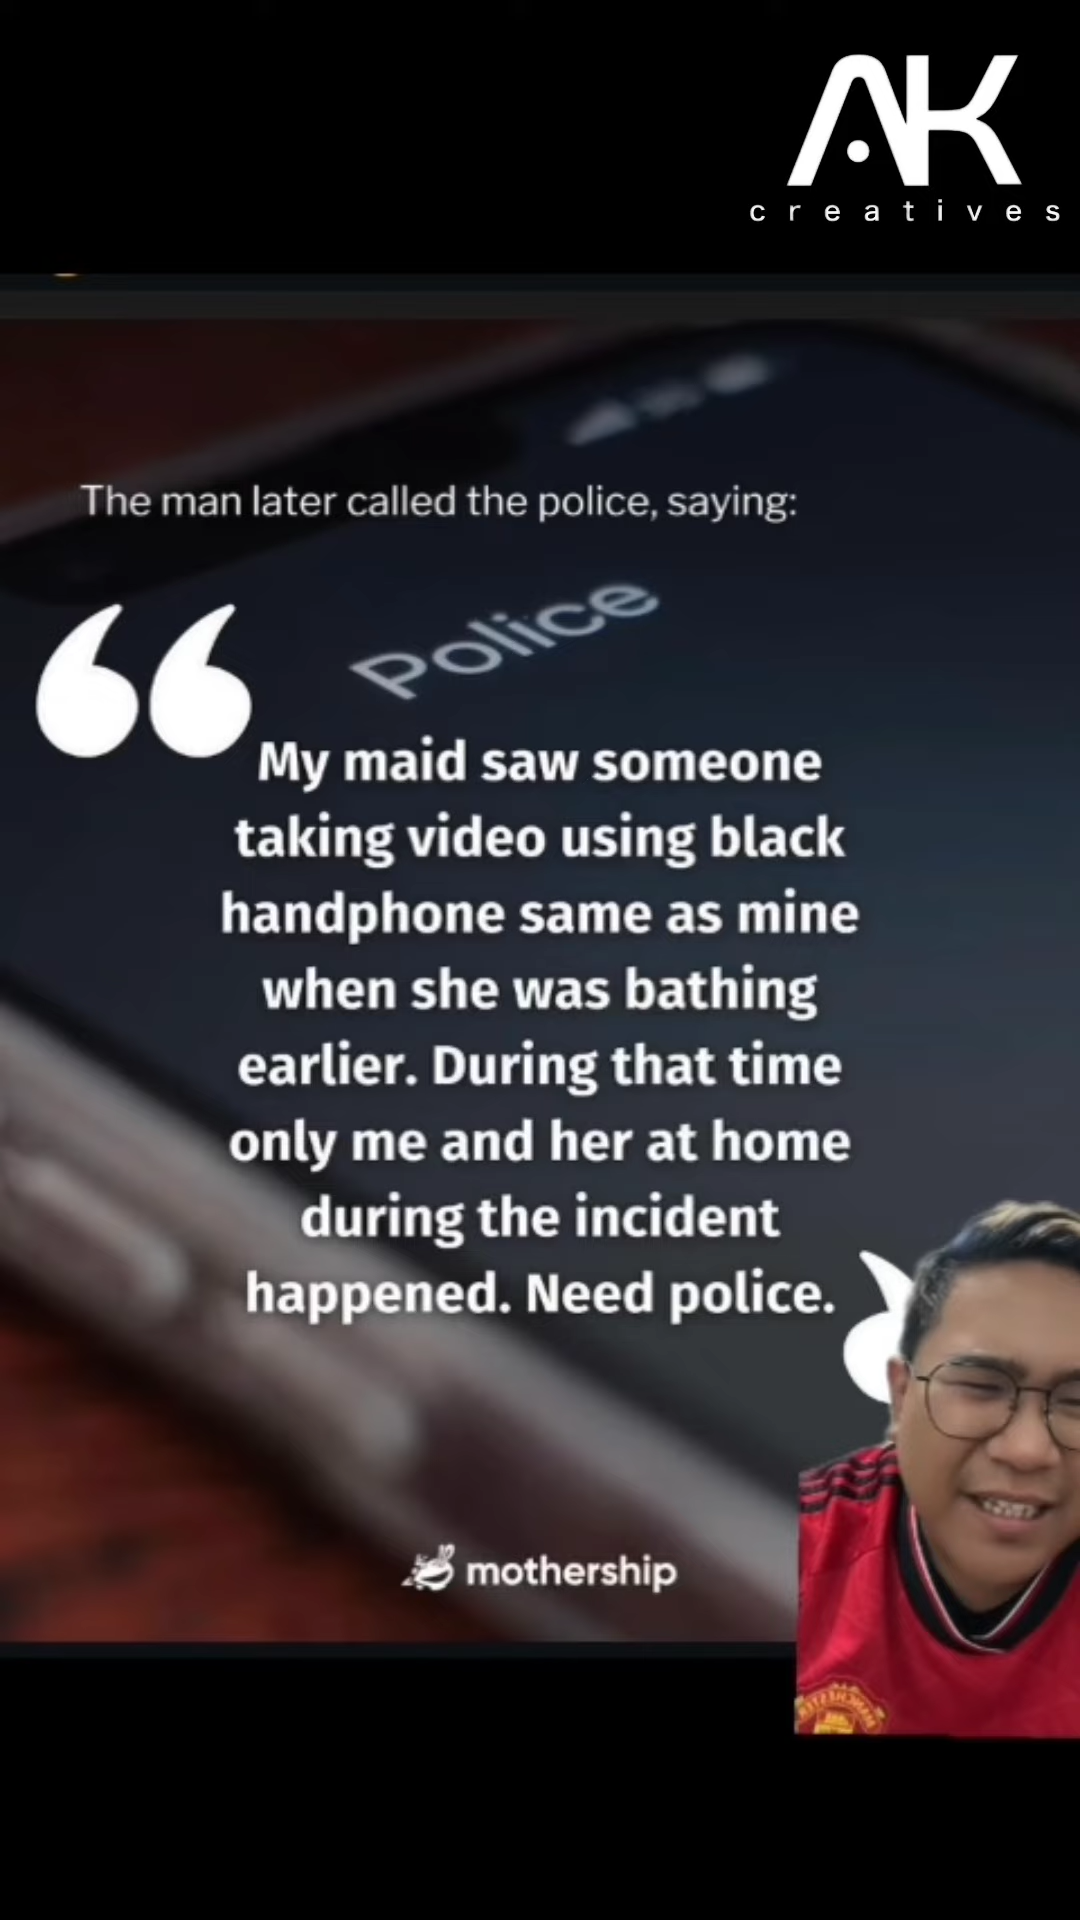 AK
creatives
The man later called the police, saying:
Police
“
My maid saw someone
taking video using black
handphone same as mine
when she was bathing
earlier. During that time
only me and her at home
during the incident
happened. Need police.
mothership